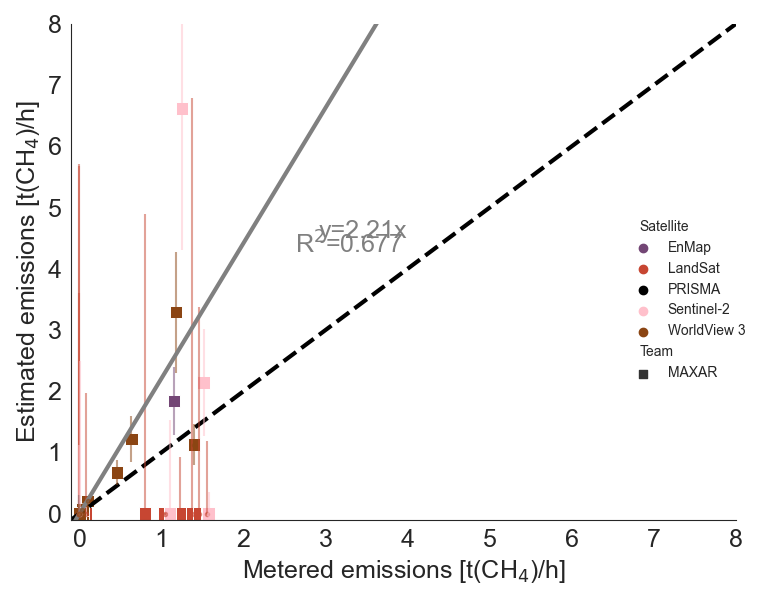 8
7
6
5
4
3
2
1
0
Estimated emissions [t(CH₄)/h]
y=2.21x
R²=0.677
Satellite
EnMap
LandSat
PRISMA
Sentinel-2
WorldView 3
Team
MAXAR
0 1 2 3 4 5 6 7 8
Metered emissions [t(CH₄)/h]